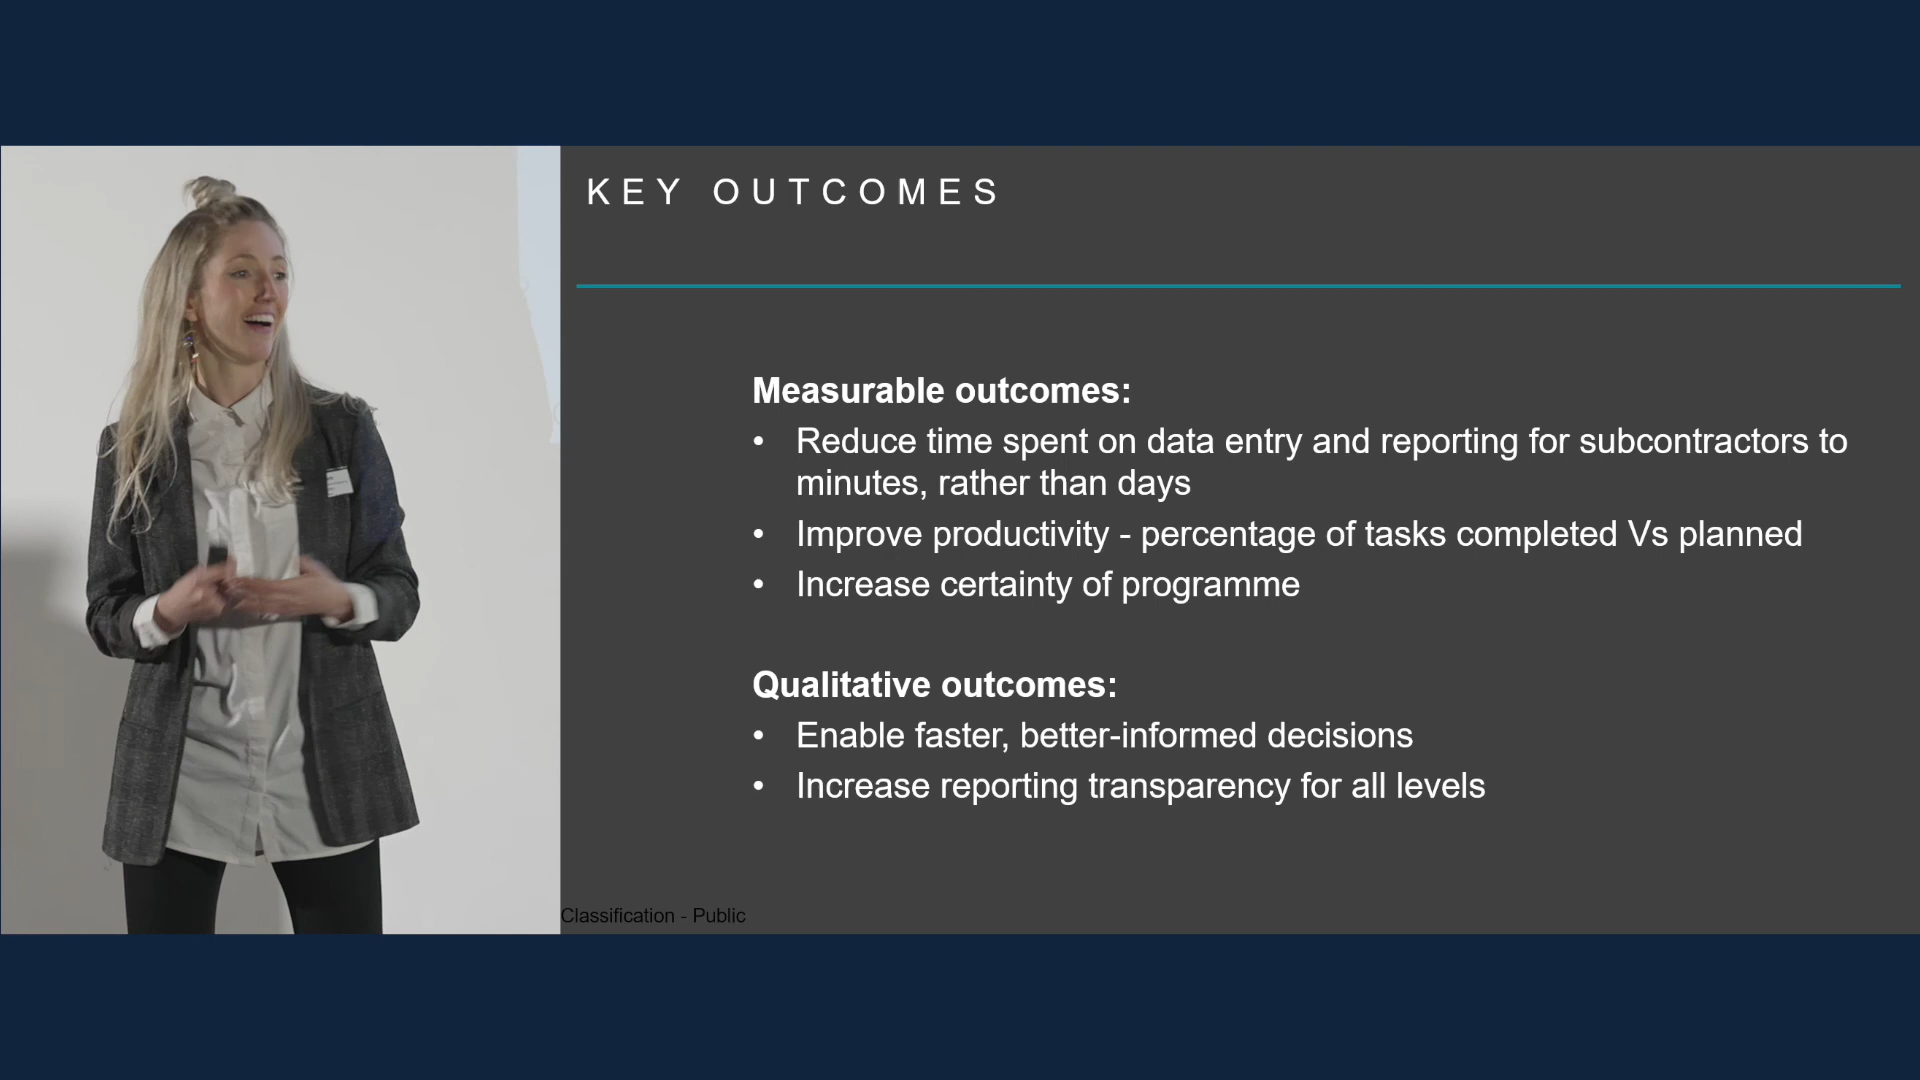 KEY OUTCOMES
Measurable outcomes:
• Reduce time spent on data entry and reporting for subcontractors to
minutes, rather than days
• Improve productivity - percentage of tasks completed Vs planned
• Increase certainty of programme
Qualitative outcomes:
• Enable faster, better-informed decisions
• Increase reporting transparency for all levels
Classification - Public